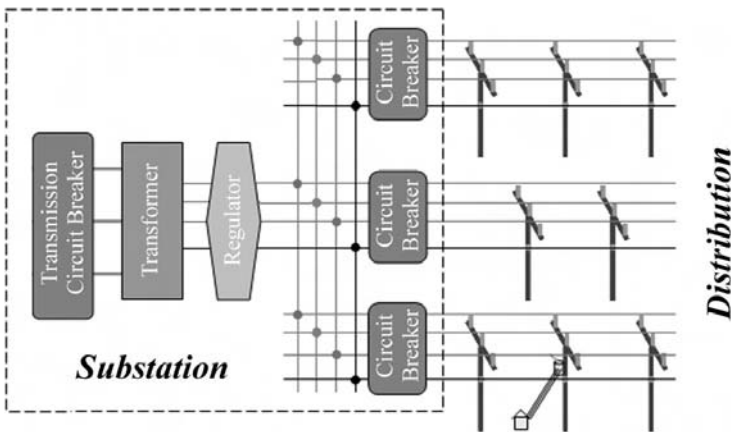 Transmission
Circuit Breaker
Transformer
Regulator
Circuit
Breaker
Circuit
Breaker
Circuit
Breaker
Substation
Distribution